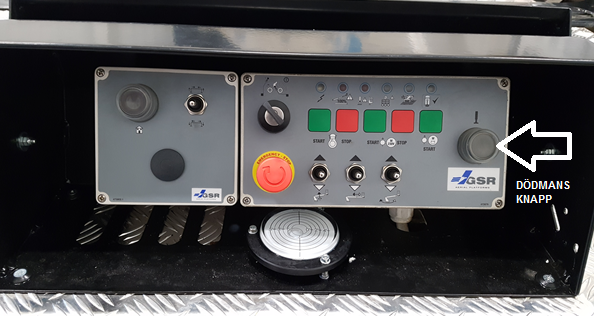 START
STOP
START
STOP
START
EMERGENCY STOP
GSR
GSR
AERIAL PLATFORMS
DÖDMANS
KNAPP